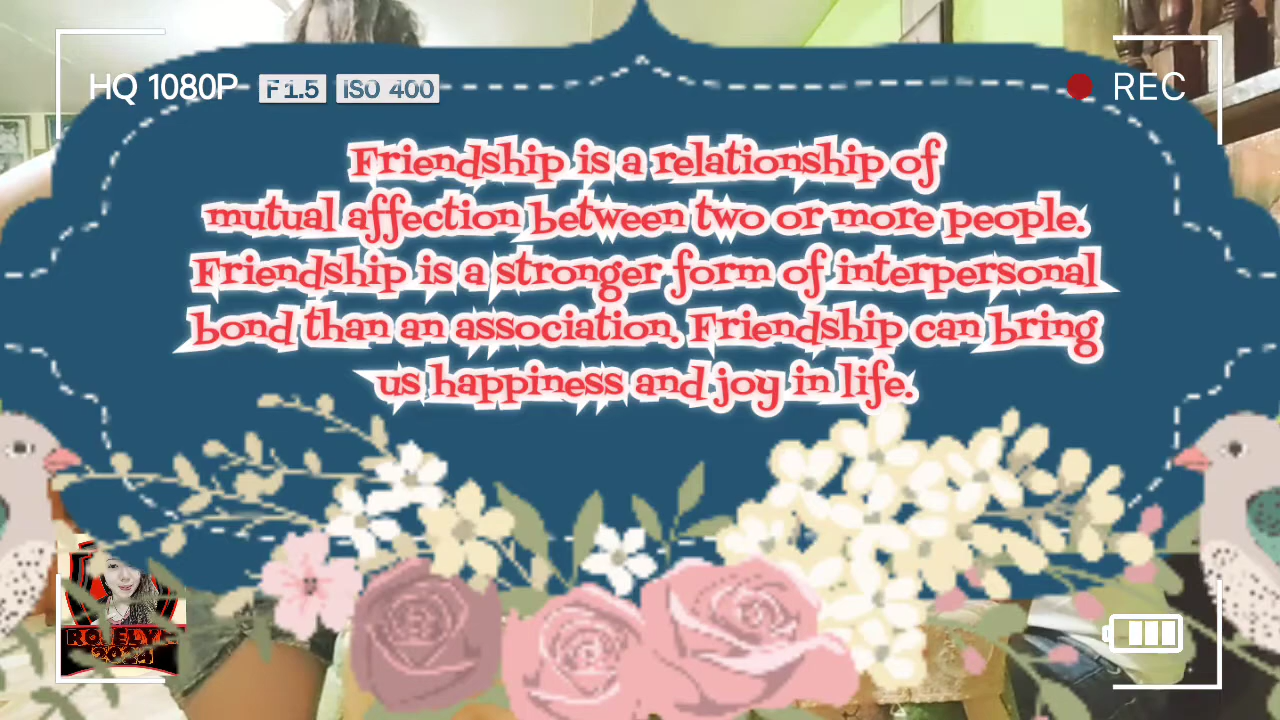 HQ 1080P F 1.5 ISO 400
REC
Friendship is a relationship of
mutual affection between two or more people.
Friendship is a stronger form of interpersonal
bond than an association. Friendship can bring
us happiness and joy in life.